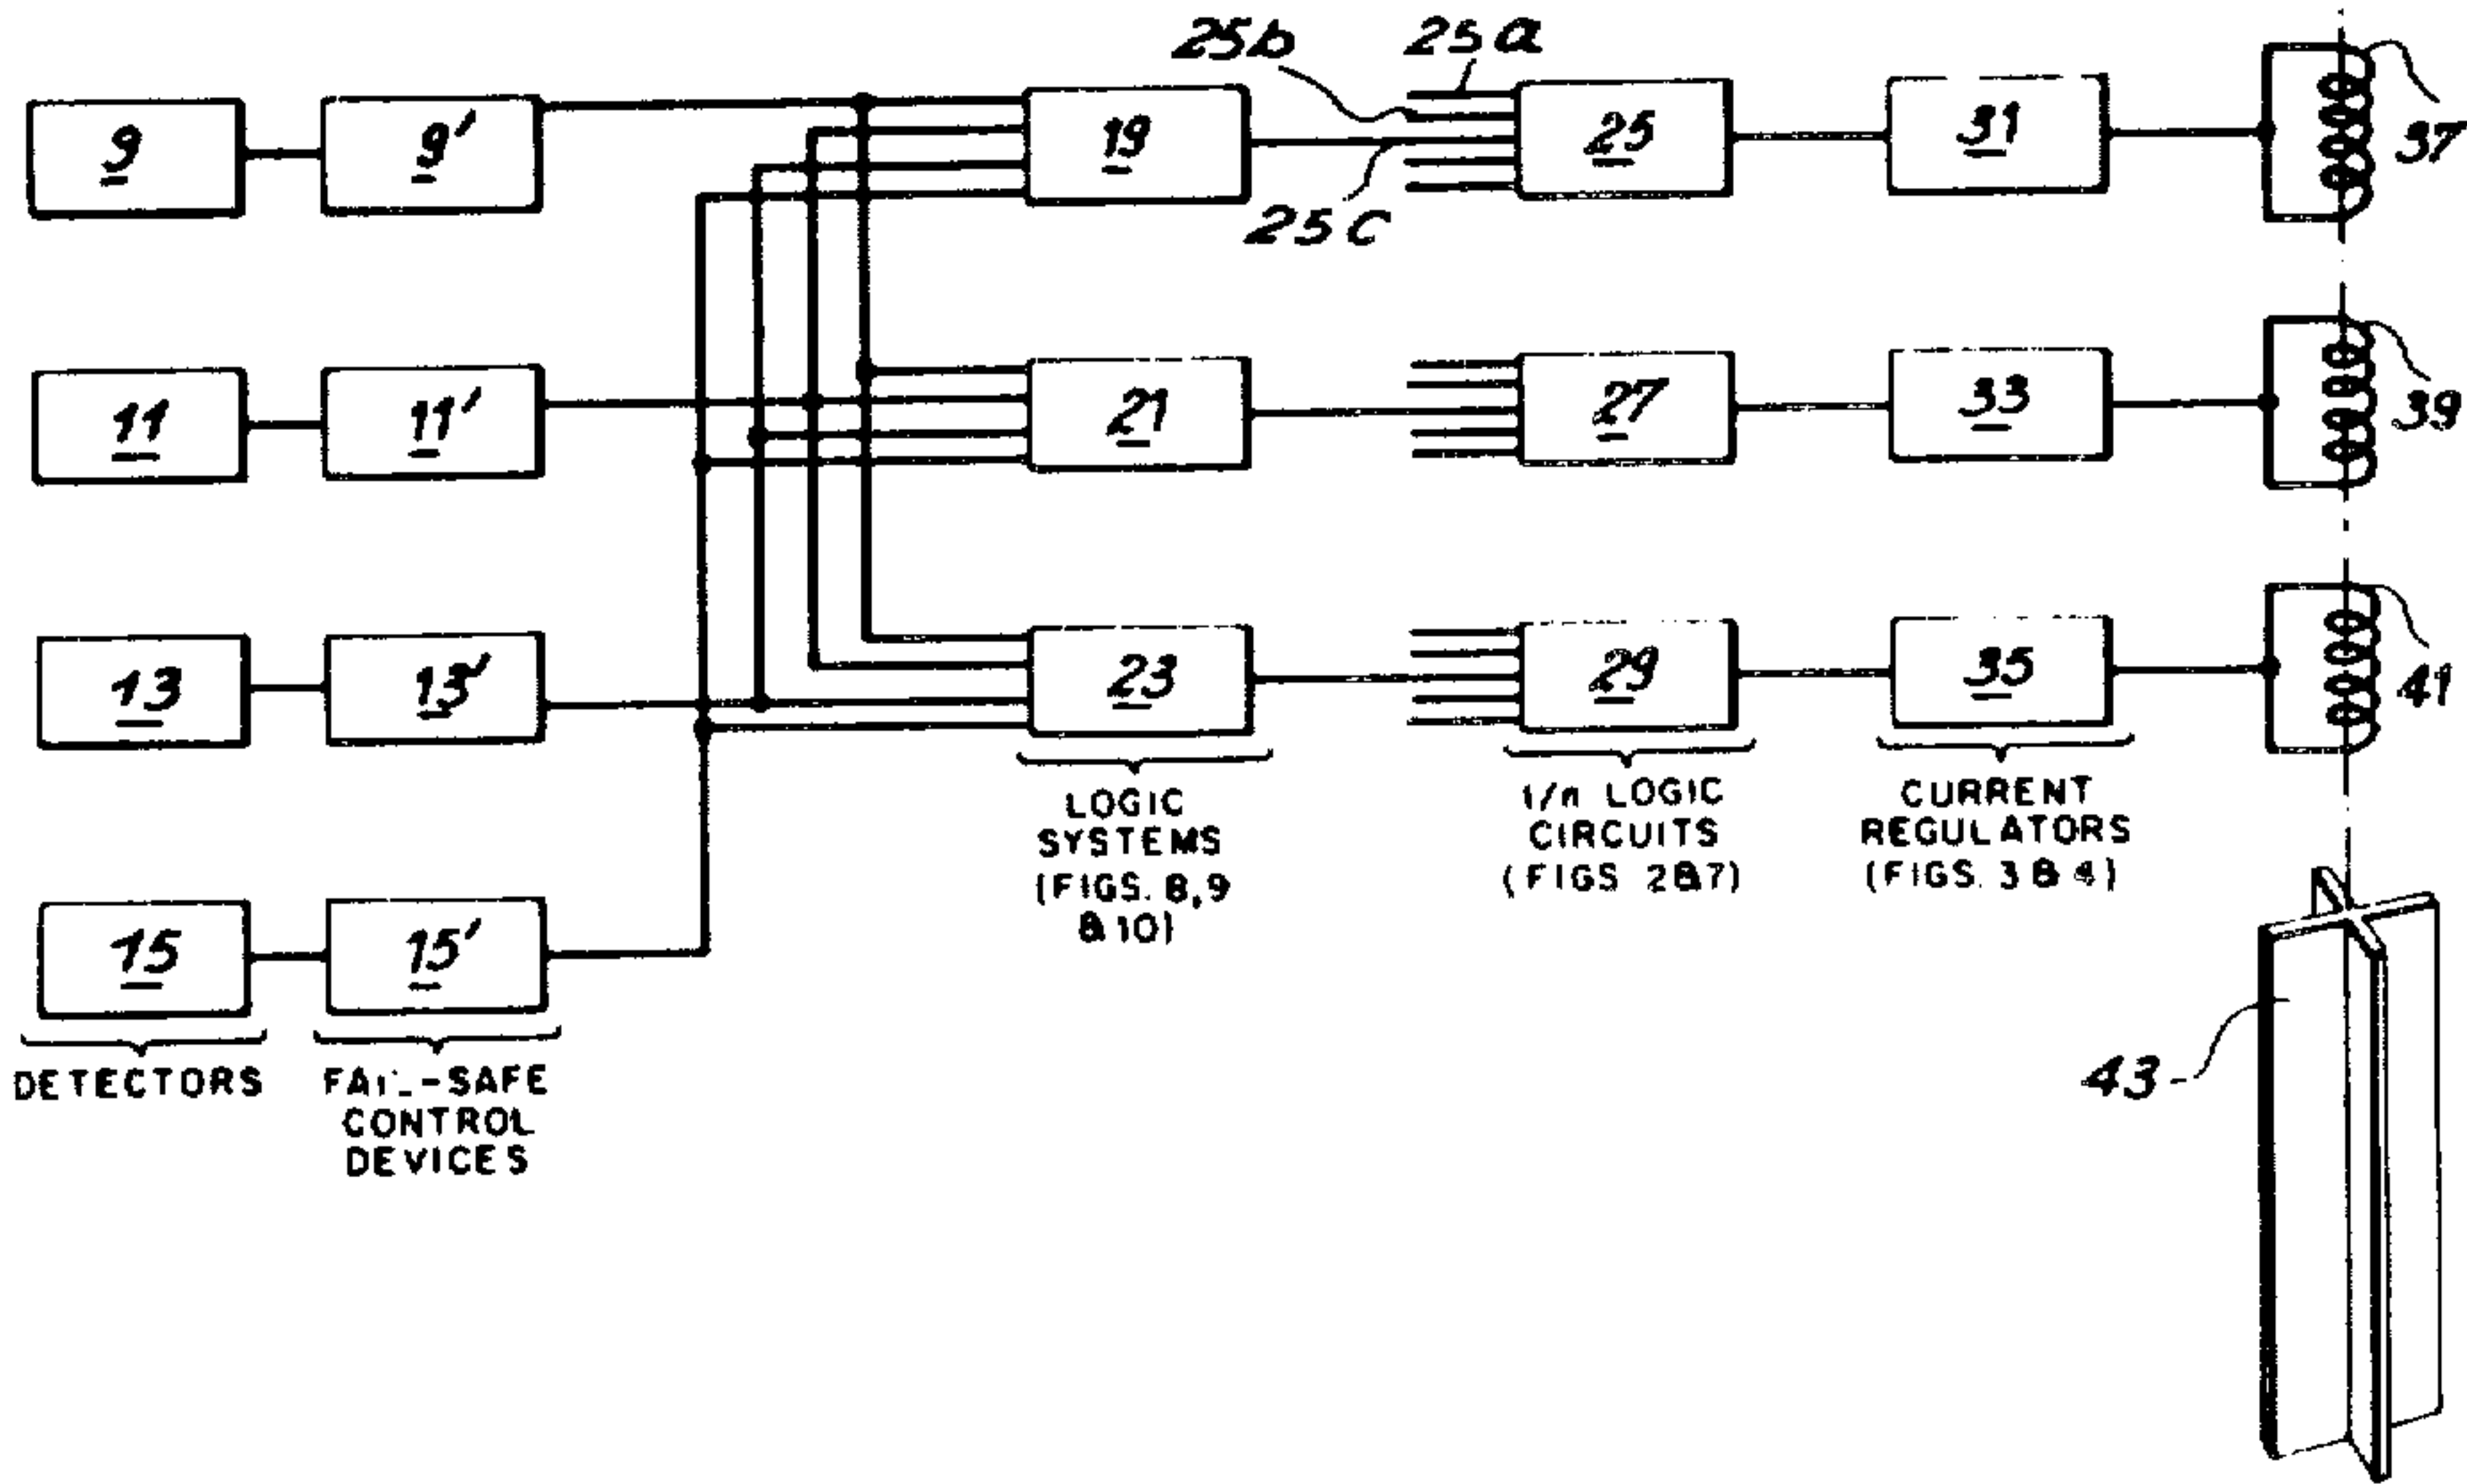 25b 25a
9 9' 19 25 31 37
25c
11 11' 21 27 33 39
13 13' 23 29 35 41
LOGIC
SYSTEMS
(FIGS. 8,9
& 10)
1/n LOGIC
CIRCUITS
(FIGS 2&7)
CURRENT
REGULATORS
(FIGS. 3&4)
15 15'
43
DETECTORS
FAIL-SAFE
CONTROL
DEVICES